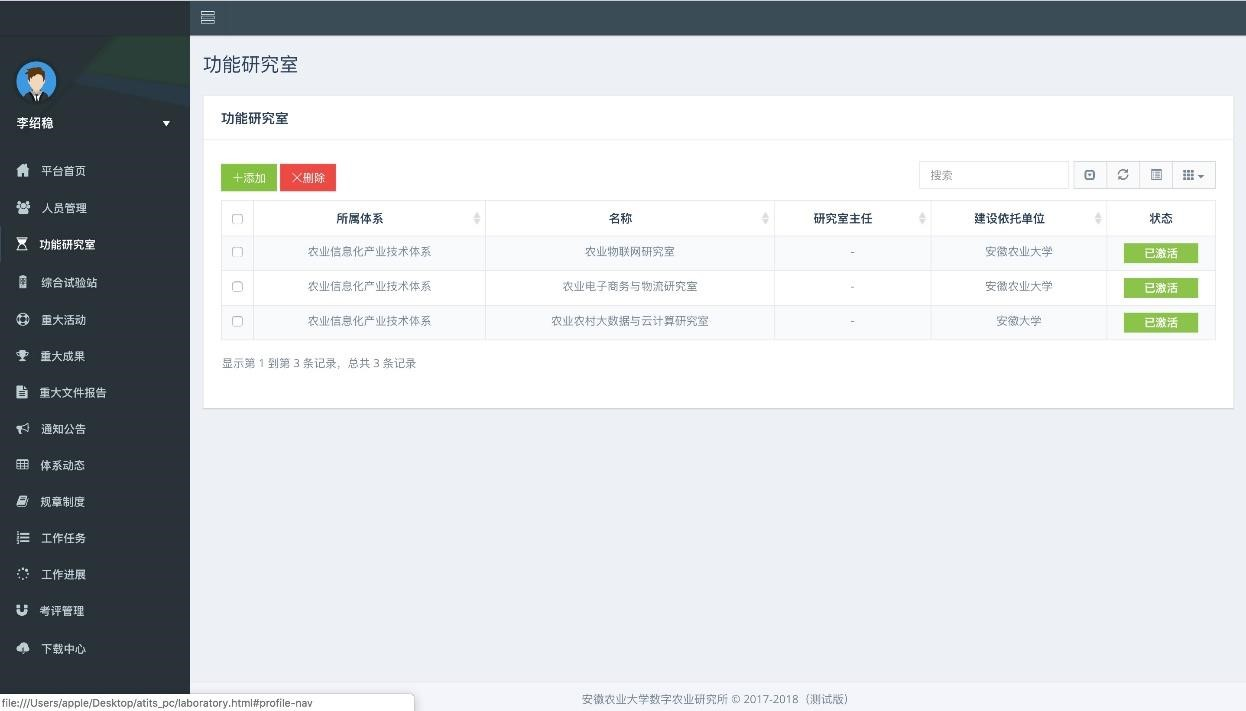 功能研究室
李绍稳
平台首页
人员管理
功能研究室
综合试验站
重大活动
重大成果
重大文件报告
通知公告
体系动态
规章制度
工作任务
工作进展
考评管理
下载中心
功能研究室
添加 删除 搜索
所属体系 名称 研究室主任 建设依托单位 状态
农业信息化产业技术体系 农业物联网研究室 - 安徽农业大学 已激活
农业信息化产业技术体系 农业电子商务与物流研究室 - 安徽农业大学 已激活
农业信息化产业技术体系 农业农村大数据与云计算研究室 - 安徽大学 已激活
显示第 1 到第 3 条记录，总共 3 条记录
安徽农业大学数字农业研究所 © 2017-2018（测试版）
file:///Users/apple/Desktop/atits_pc/laboratory.html#profile-nav